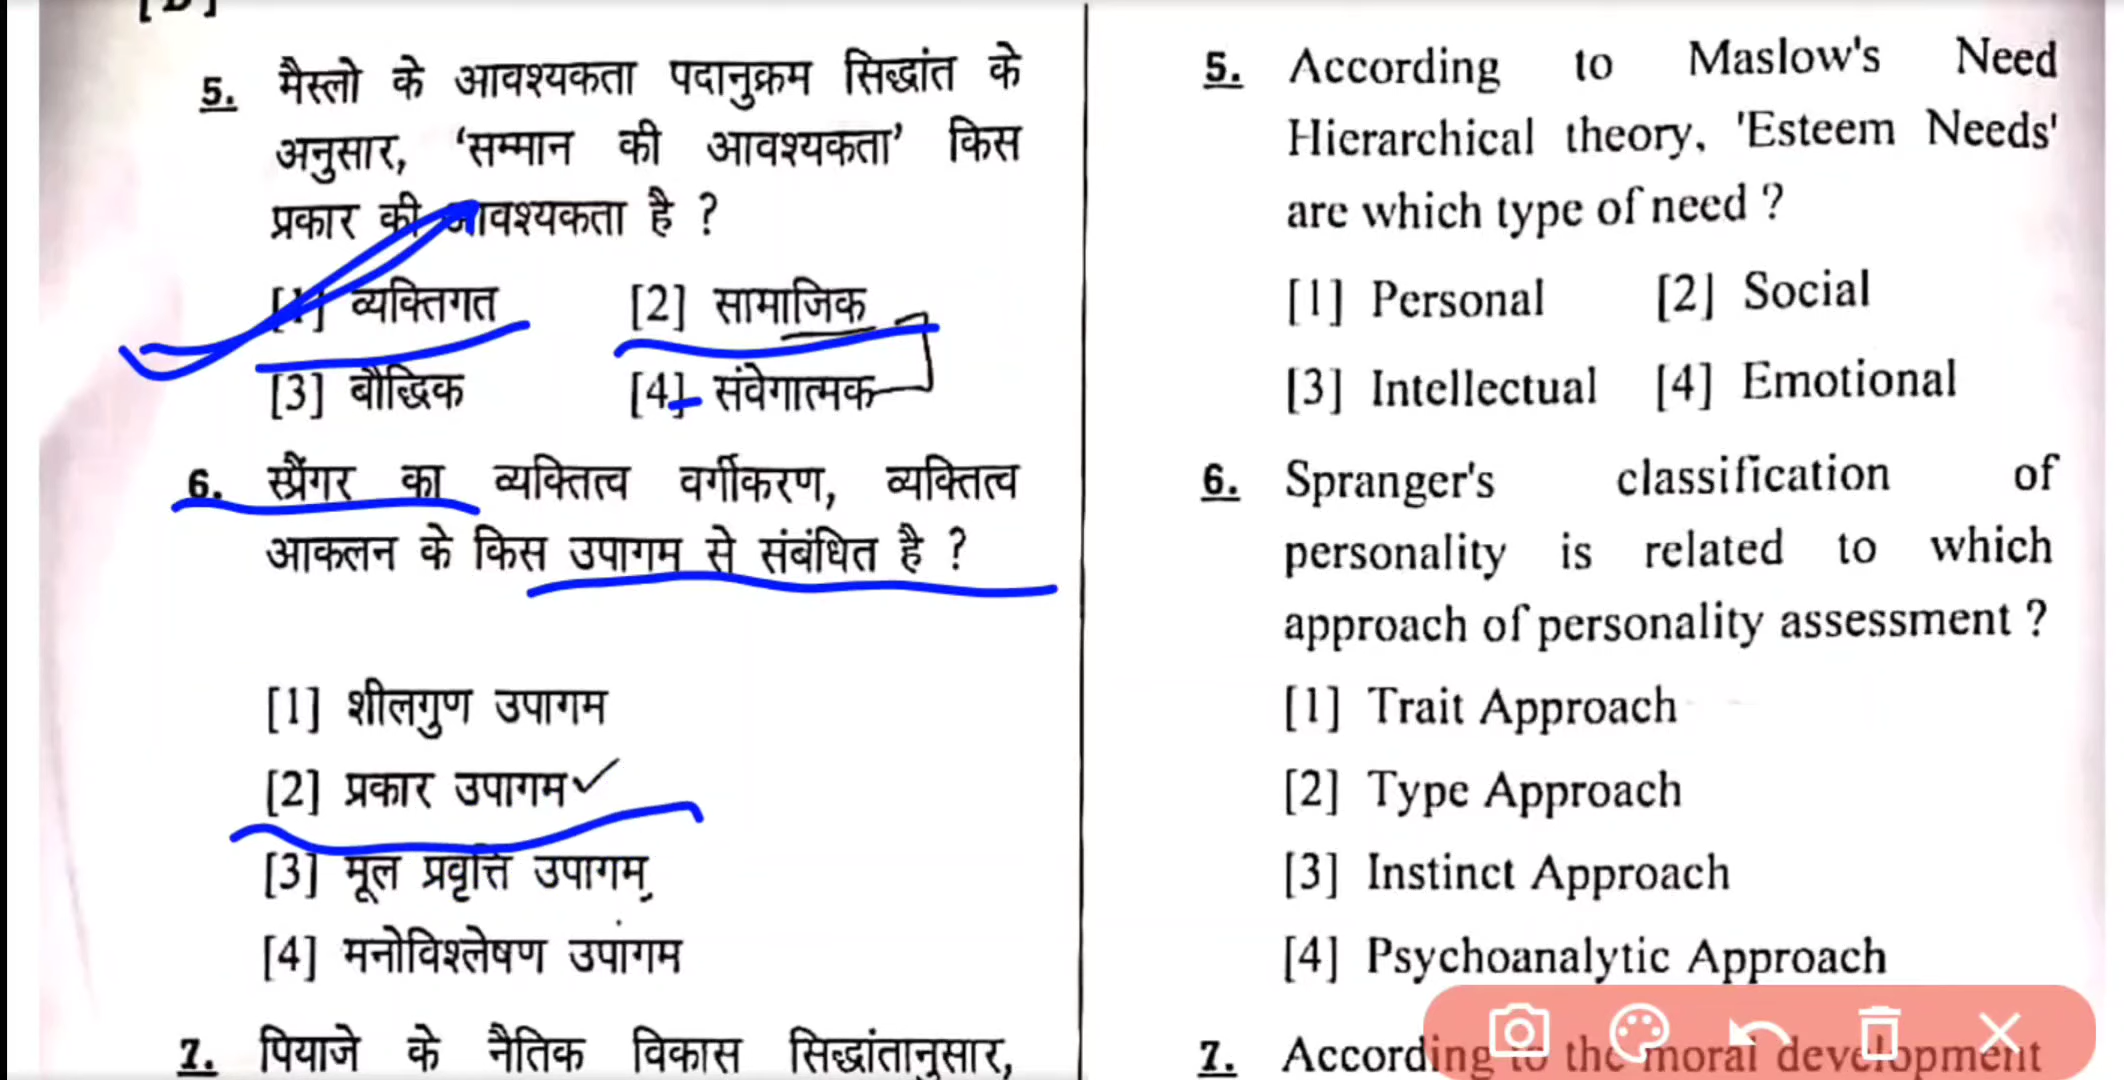 5. मैस्लो के आवश्यकता पदानुक्रम सिद्धांत के
अनुसार, ‘सम्मान की आवश्यकता’ किस
प्रकार की आवश्यकता है ?
[1] व्यक्तिगत [2] सामाजिक
[3] बौद्धिक [4] संवेगात्मक
6. स्प्रैंगर का व्यक्तित्व वर्गीकरण, व्यक्तित्व
आकलन के किस उपागम से संबंधित है ?
[1] शीलगुण उपागम
[2] प्रकार उपागम
[3] मूल प्रवृत्ति उपागम
[4] मनोविश्लेषण उपागम
7. पियाजे के नैतिक विकास सिद्धांतानुसार,
5. According to Maslow's Need
Hierarchical theory, 'Esteem Needs'
are which type of need ?
[1] Personal [2] Social
[3] Intellectual [4] Emotional
6. Spranger's classification of
personality is related to which
approach of personality assessment ?
[1] Trait Approach
[2] Type Approach
[3] Instinct Approach
[4] Psychoanalytic Approach
7. According to the moral development